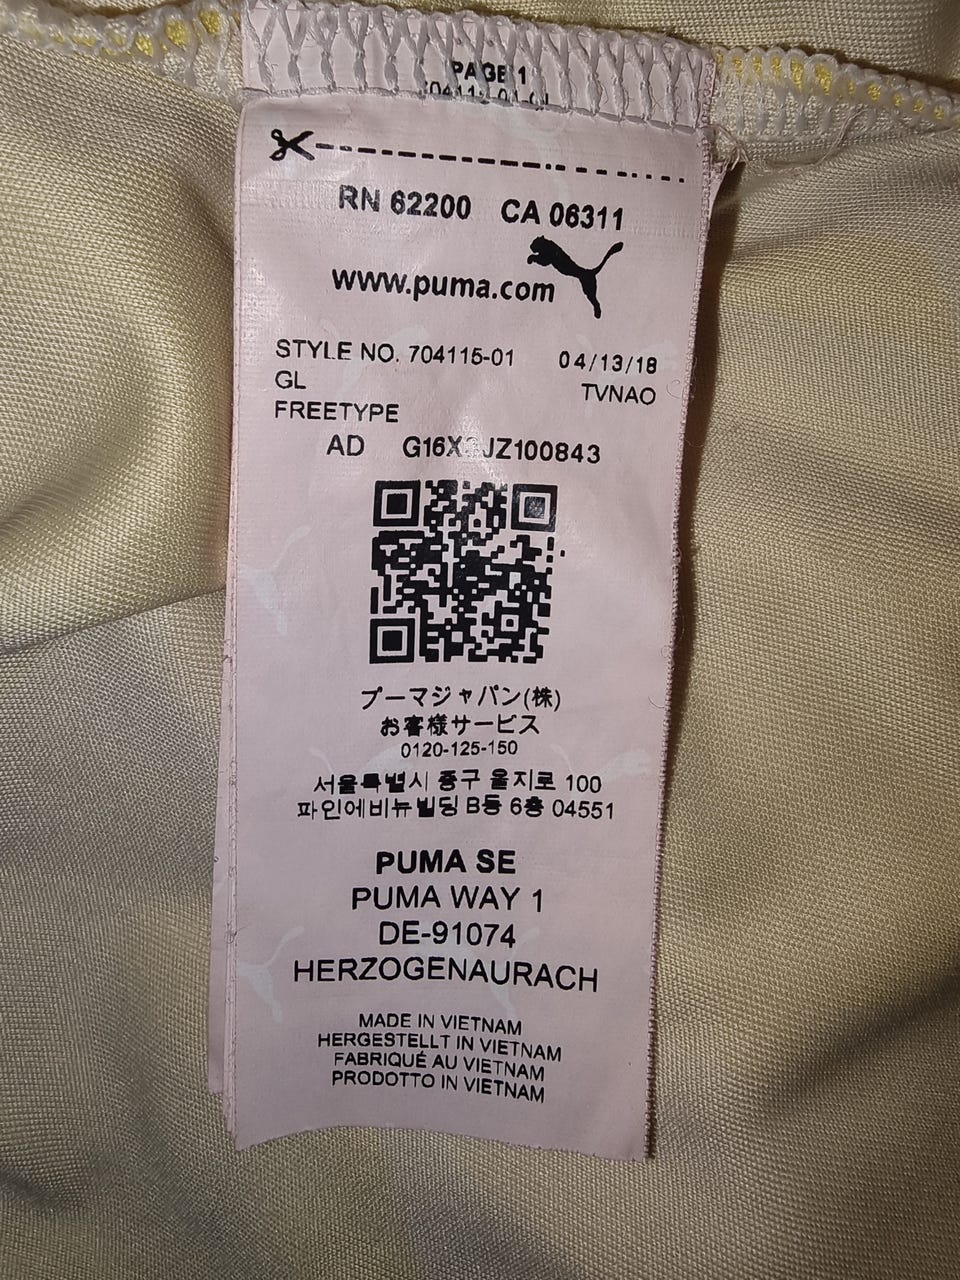 PAGE 1
RN 62200 CA 06311
www.puma.com
STYLE NO. 704115-01 04/13/18
GL TVNAO
FREETYPE
AD
プーマジャパン(株)
お客様サービス
0120-125-150
서울특별시 중구 을지로 100
파인에비뉴빌딩 B동 6층 04551
PUMA SE
PUMA WAY 1
DE-91074
HERZOGENAURACH
MADE IN VIETNAM
HERGESTELLT IN VIETNAM
FABRIQUÉ AU VIETNAM
PRODOTTO IN VIETNAM